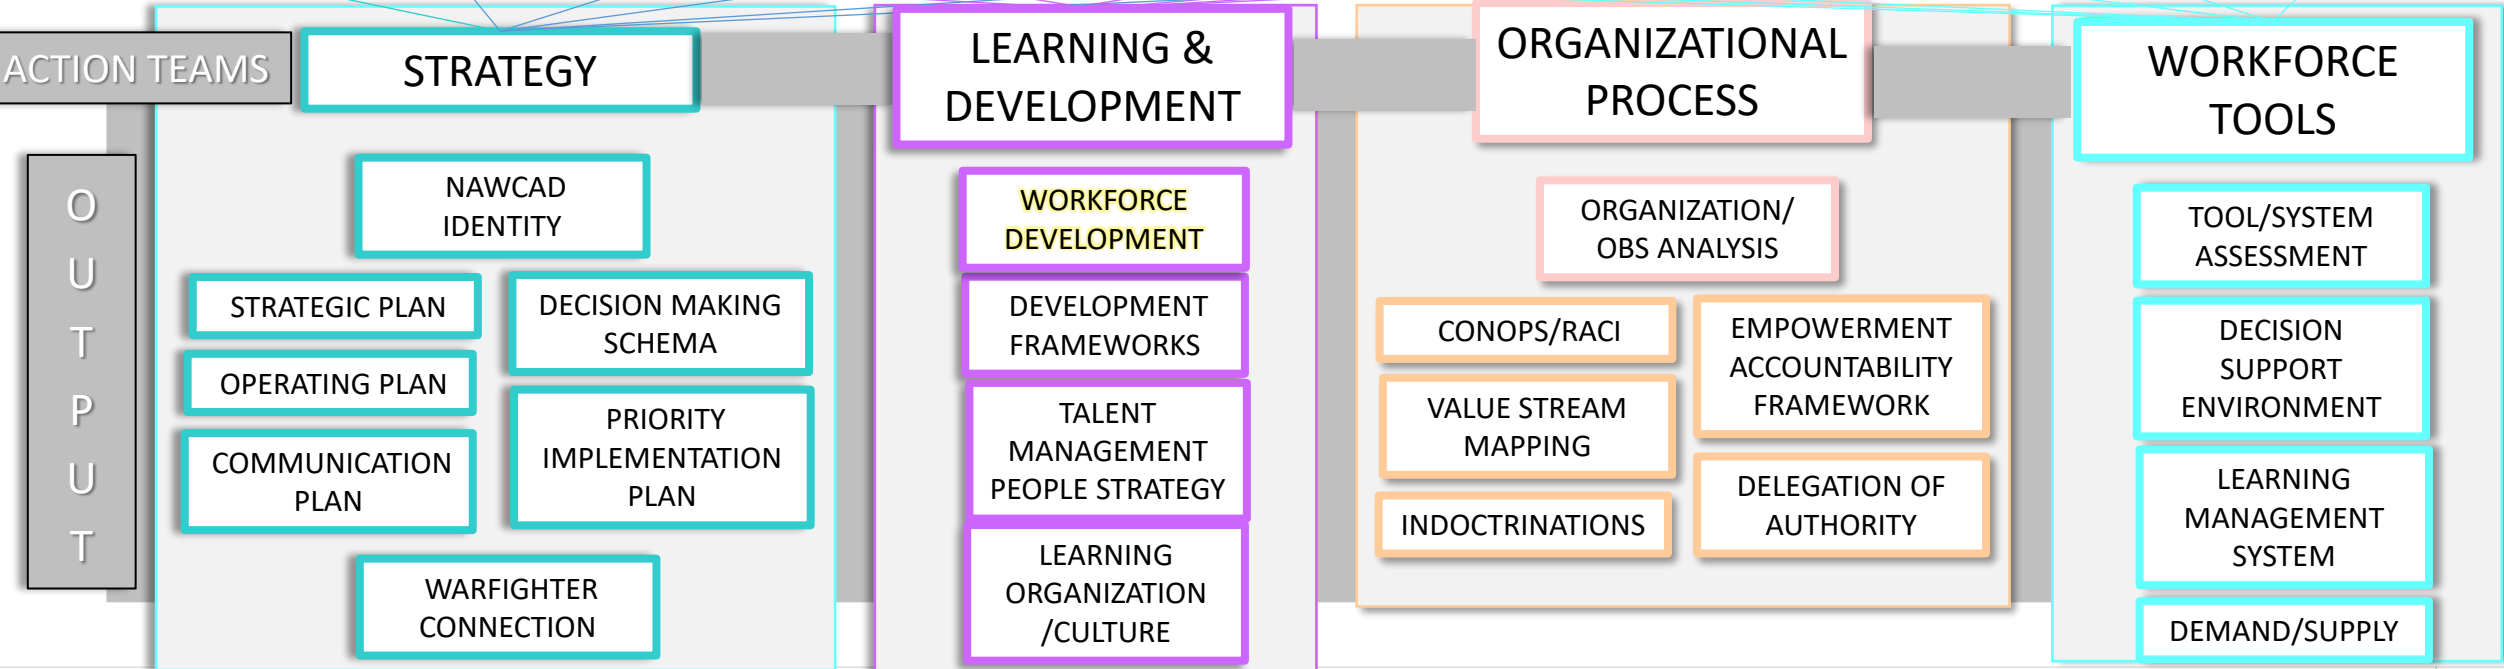 ACTION TEAMS
STRATEGY
LEARNING &
DEVELOPMENT
ORGANIZATIONAL
PROCESS
WORKFORCE
TOOLS
OUTPUT
NAWCAD
IDENTITY
STRATEGIC PLAN
DECISION MAKING
SCHEMA
OPERATING PLAN
PRIORITY
IMPLEMENTATION
PLAN
COMMUNICATION
PLAN
WARFIGHTER
CONNECTION
WORKFORCE
DEVELOPMENT
DEVELOPMENT
FRAMEWORKS
TALENT
MANAGEMENT
PEOPLE STRATEGY
LEARNING
ORGANIZATION
/CULTURE
ORGANIZATION/
OBS ANALYSIS
CONOPS/RACI
EMPOWERMENT
ACCOUNTABILITY
FRAMEWORK
VALUE STREAM
MAPPING
DELEGATION OF
AUTHORITY
INDOCTRINATIONS
TOOL/SYSTEM
ASSESSMENT
DECISION
SUPPORT
ENVIRONMENT
LEARNING
MANAGEMENT
SYSTEM
DEMAND/SUPPLY